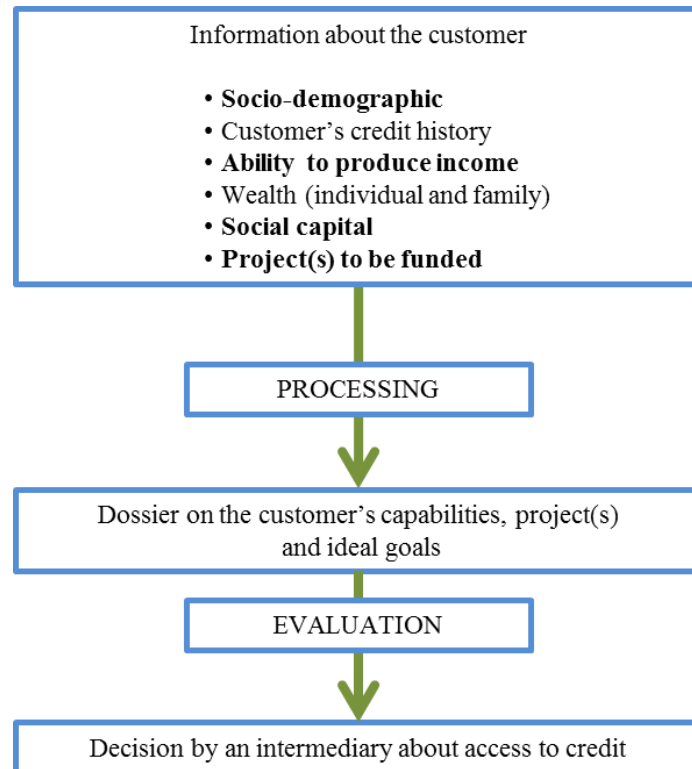 Information about the customer
• Socio-demographic
• Customer’s credit history
• Ability to produce income
• Wealth (individual and family)
• Social capital
• Project(s) to be funded
PROCESSING
Dossier on the customer’s capabilities, project(s)
and ideal goals
EVALUATION
Decision by an intermediary about access to credit